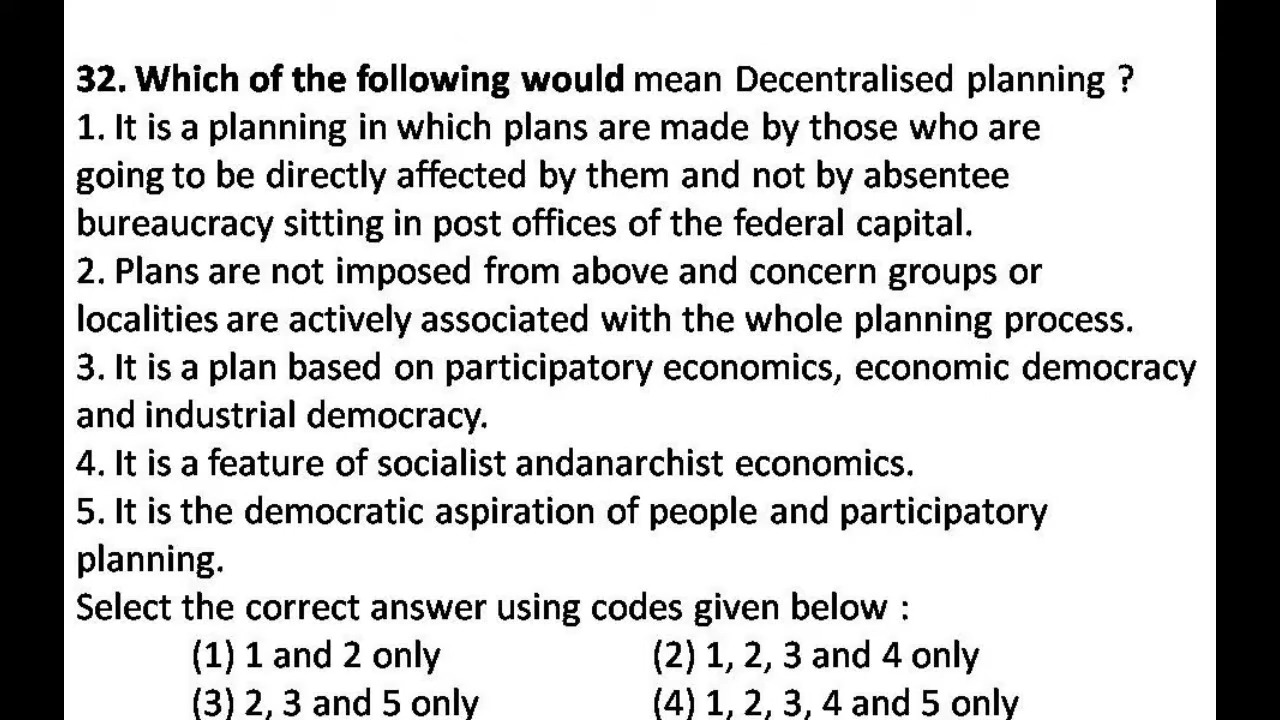 32. Which of the following would mean Decentralised planning ?
1. It is a planning in which plans are made by those who are
going to be directly affected by them and not by absentee
bureaucracy sitting in post offices of the federal capital.
2. Plans are not imposed from above and concern groups or
localities are actively associated with the whole planning process.
3. It is a plan based on participatory economics, economic democracy
and industrial democracy.
4. It is a feature of socialist andanarchist economics.
5. It is the democratic aspiration of people and participatory
planning.
Select the correct answer using codes given below :
(1) 1 and 2 only (2) 1, 2, 3 and 4 only
(3) 2, 3 and 5 only (4) 1, 2, 3, 4 and 5 only